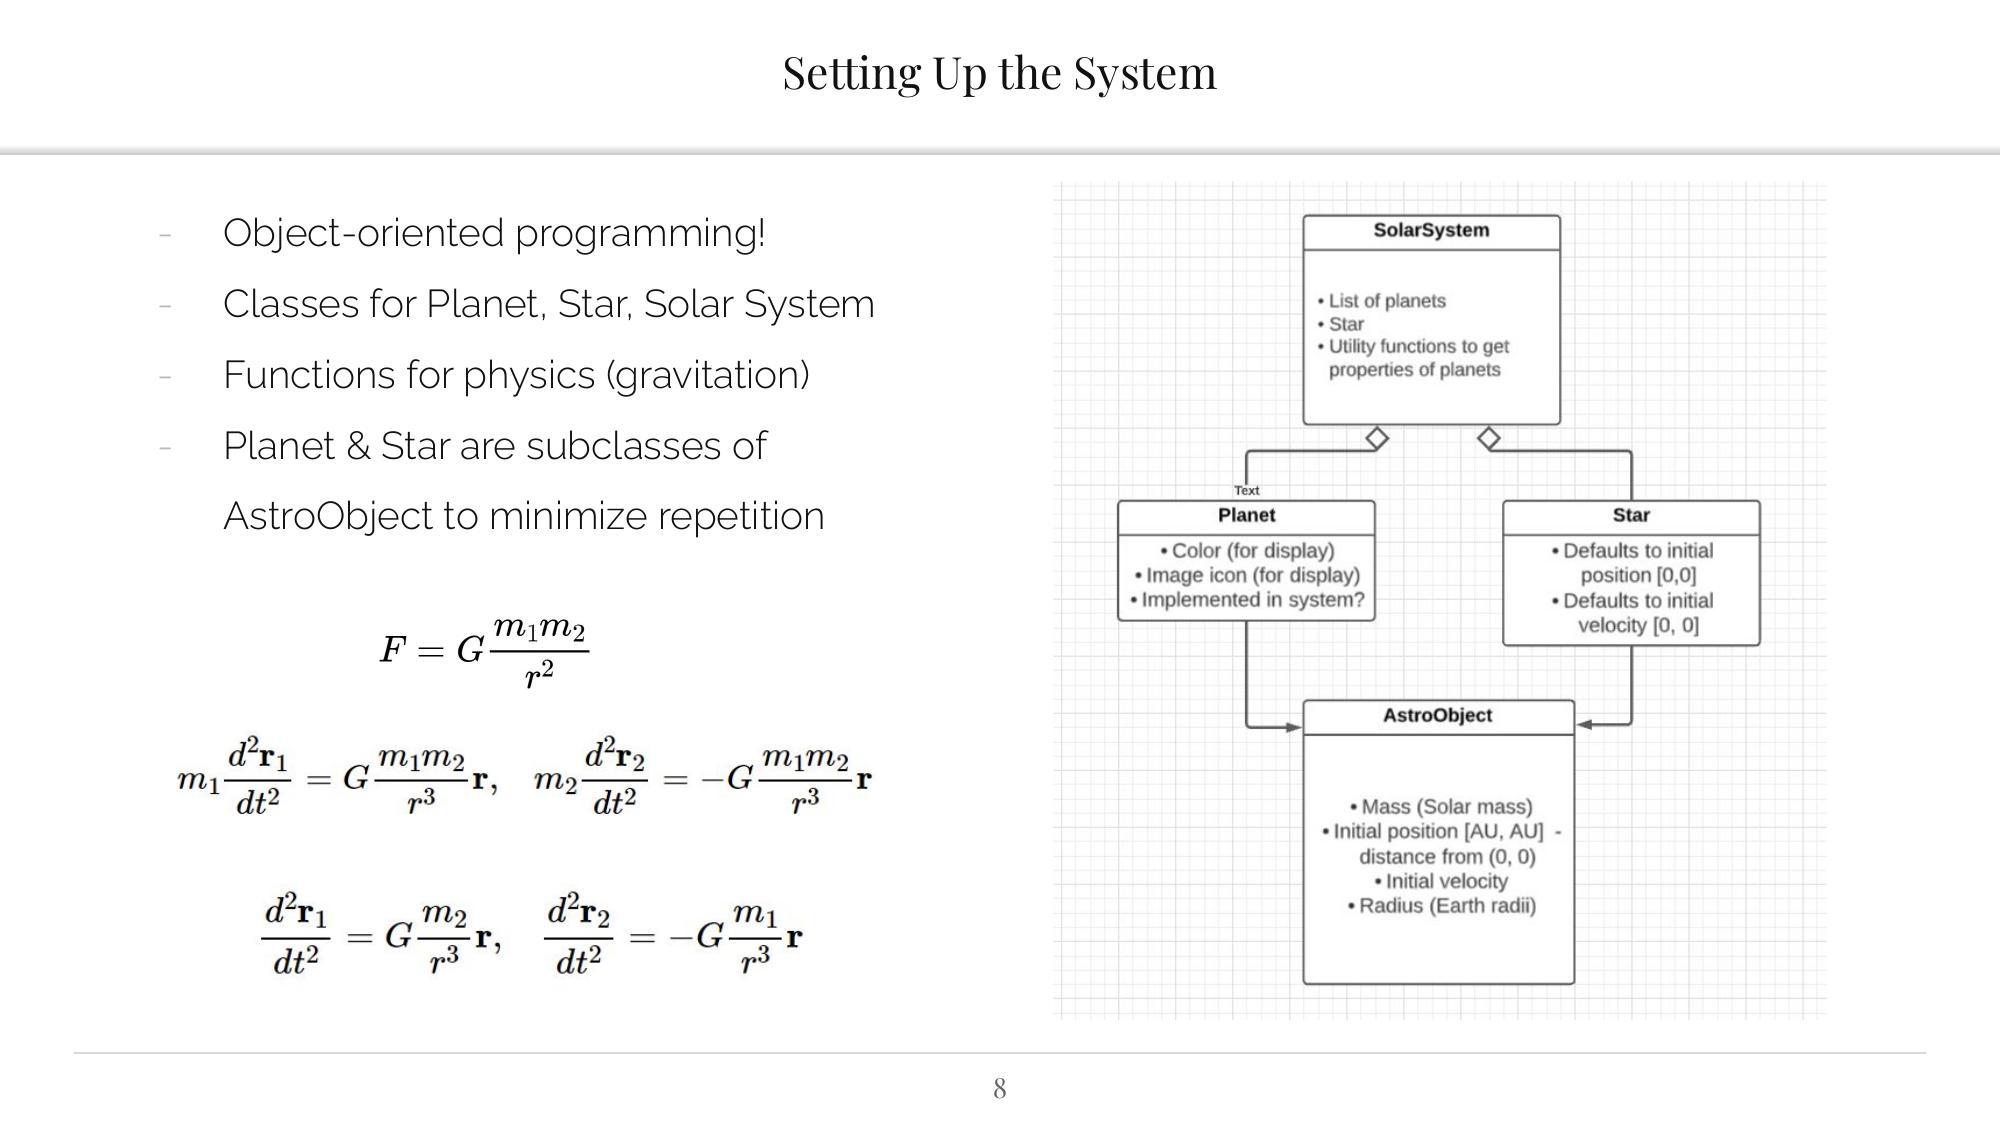 Setting Up the System
- Object-oriented programming!
- Classes for Planet, Star, Solar System
- Functions for physics (gravitation)
- Planet & Star are subclasses of
AstroObject to minimize repetition
F = G \frac{m_1 m_2}{r^2}
m_1 \frac{d^2\mathbf{r}_1}{dt^2} = G \frac{m_1 m_2}{r^3} \mathbf{r}, m_2 \frac{d^2\mathbf{r}_2}{dt^2} = -G \frac{m_1 m_2}{r^3} \mathbf{r}
\frac{d^2\mathbf{r}_1}{dt^2} = G \frac{m_2}{r^3} \mathbf{r}, \frac{d^2\mathbf{r}_2}{dt^2} = -G \frac{m_1}{r^3} \mathbf{r}
SolarSystem
• List of planets
• Star
• Utility functions to get
properties of planets
Text
Planet
• Color (for display)
• Image icon (for display)
• Implemented in system?
Star
• Defaults to initial
position [0,0]
• Defaults to initial
velocity [0, 0]
AstroObject
• Mass (Solar mass)
• Initial position [AU, AU] -
distance from (0, 0)
• Initial velocity
• Radius (Earth radii)
8